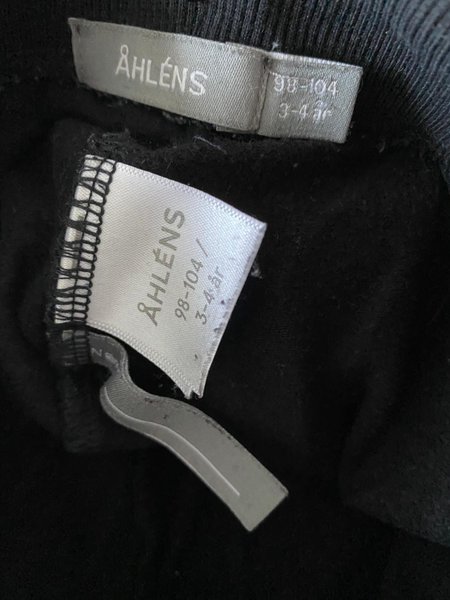 ÅHLÉNS
98-104
3-4 år
ÅHLÉNS
98-104 /
3-4 år